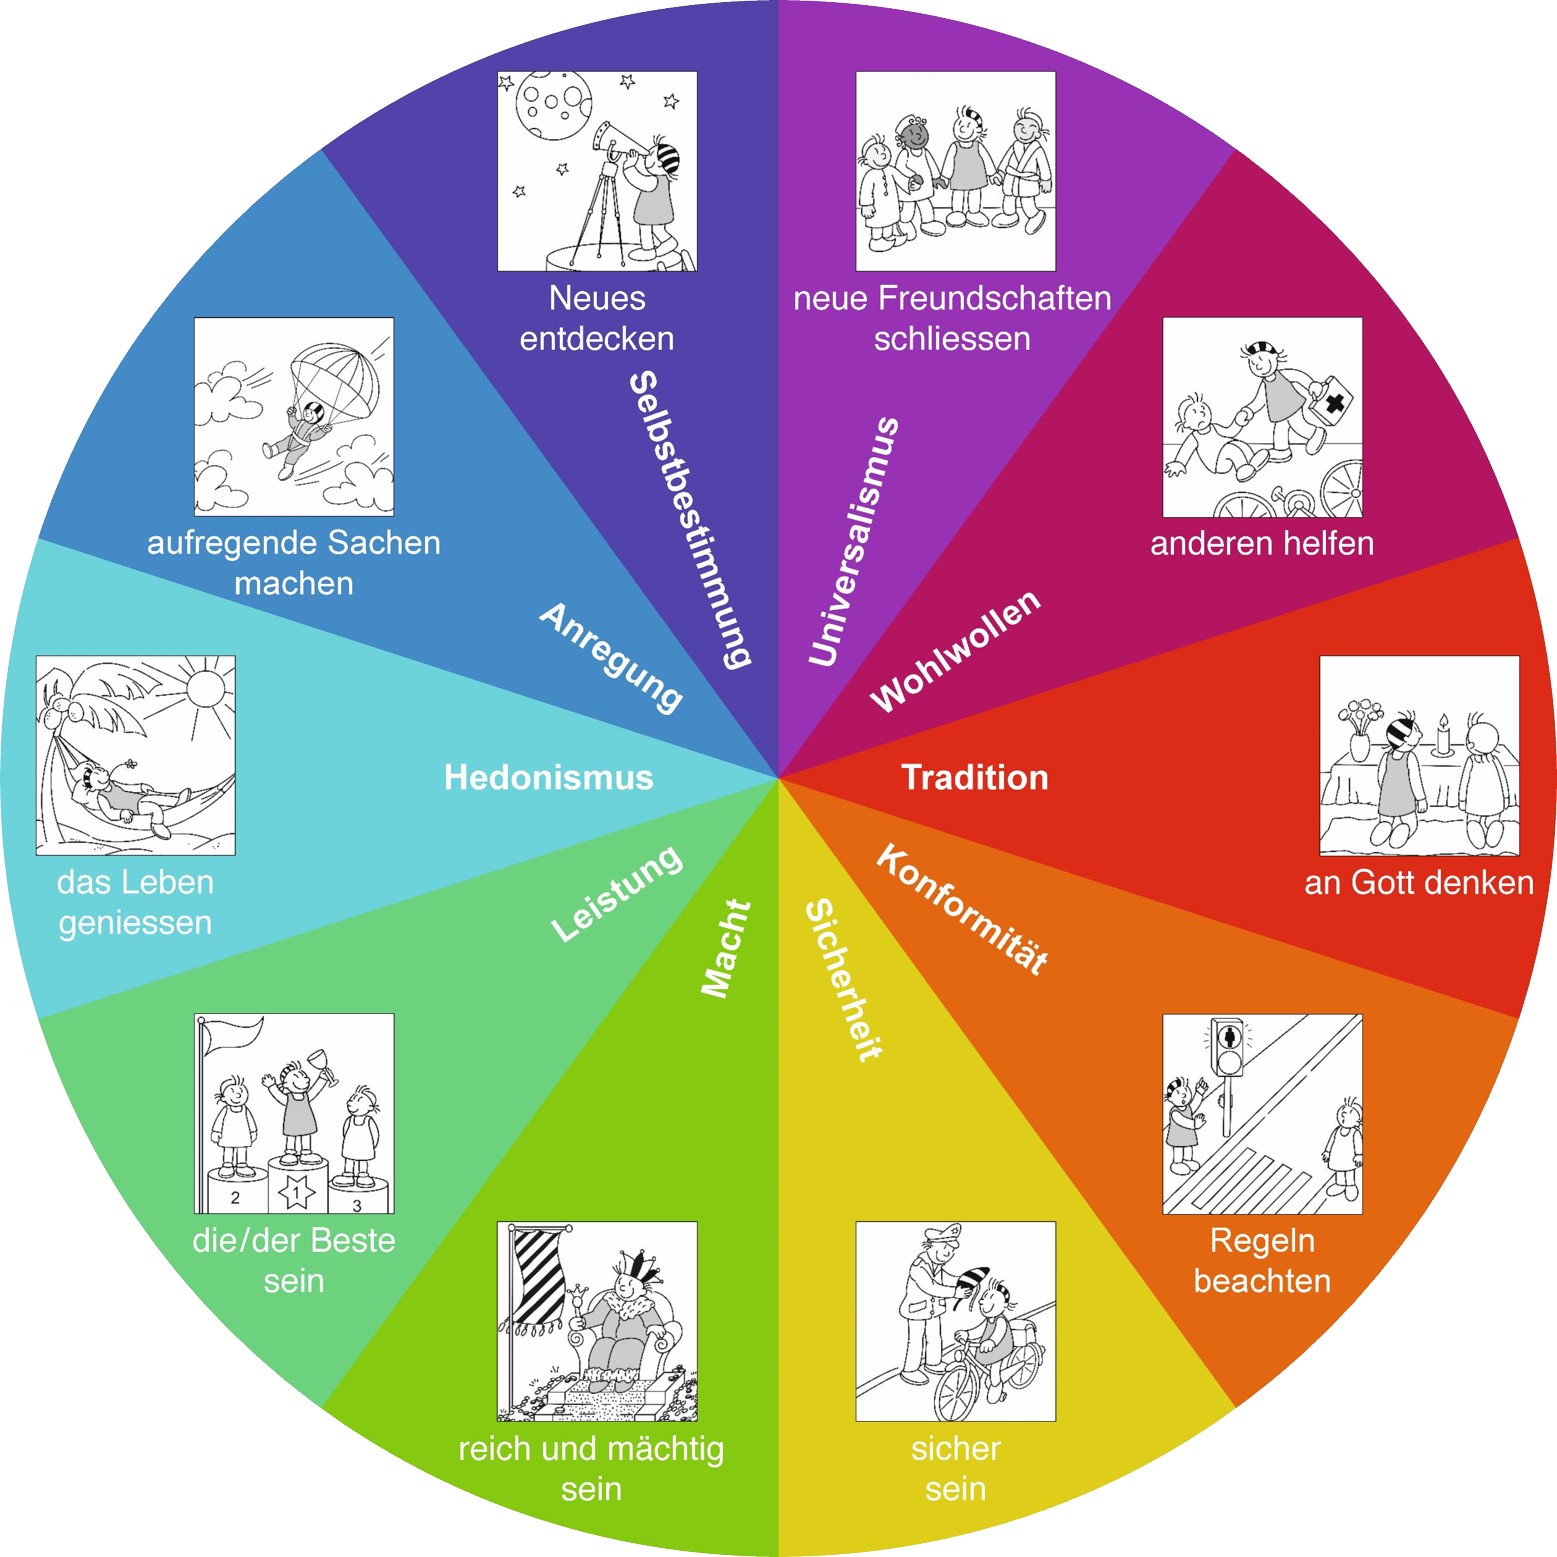 Neues
entdecken
Selbstbestimmung
neue Freundschaften
schliessen
Universalismus
anderen helfen
Wohlwollen
an Gott denken
Tradition
Regeln
beachten
Konformität
sicher
sein
Sicherheit
reich und mächtig
sein
Macht
2
1
3
die/der Beste
sein
Leistung
das Leben
geniessen
Hedonismus
aufregende Sachen
machen
Anregung